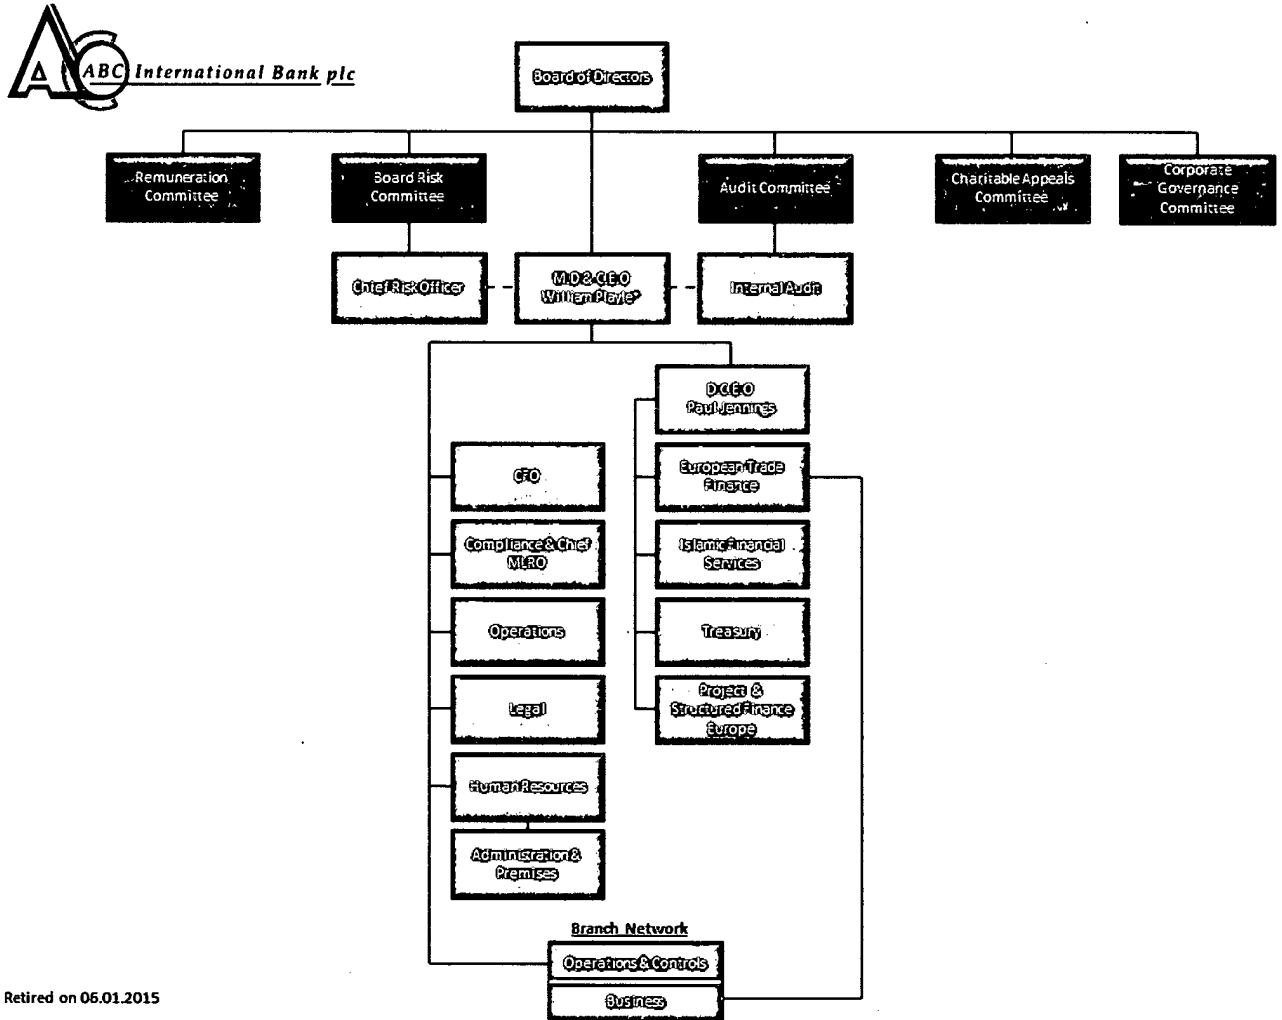 ABC International Bank plc
Board of Directors
Remuneration
Committee
Board Risk
Committee
Audit Committee
Charitable Appeals
Committee
Corporate
Governance
Committee
Chief Risk Officer
M D & C E O
William Playle*
Internal Audit
D C E O
Paul Jennings
CFO
European Trade
Finance
Compliance & Chief
MLRO
Islamic Financial
Services
Operations
Treasury
Legal
Project &
Structured Finance
Europe
Human Resources
Administration &
Premises
Branch Network
Operations & Controls
Business
Retired on 06.01.2015